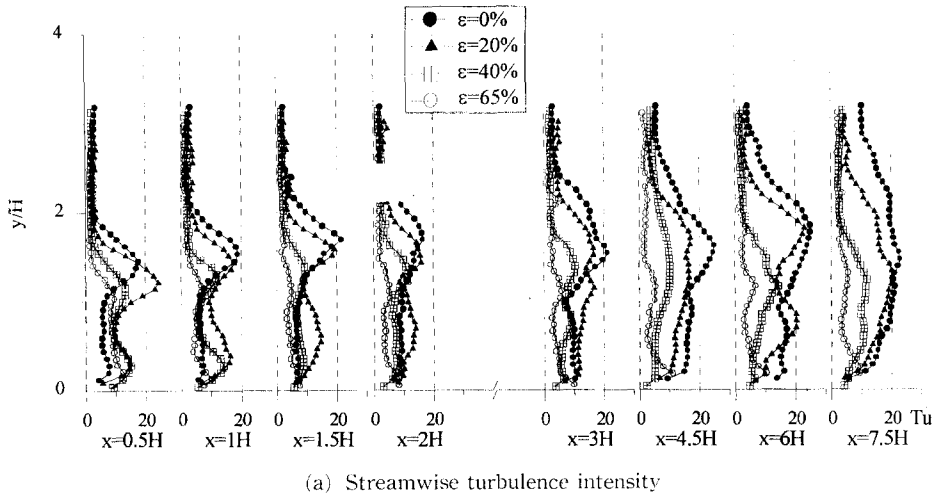 ε=0%
ε=20%
ε=40%
ε=65%
4
2
0
y/H
0 20 0 20 0 20 0 20 0 20 0 20 0 20 0 20 Tu
x=0.5H x=1H x=1.5H x=2H x=3H x=4.5H x=6H x=7.5H
(a) Streamwise turbulence intensity